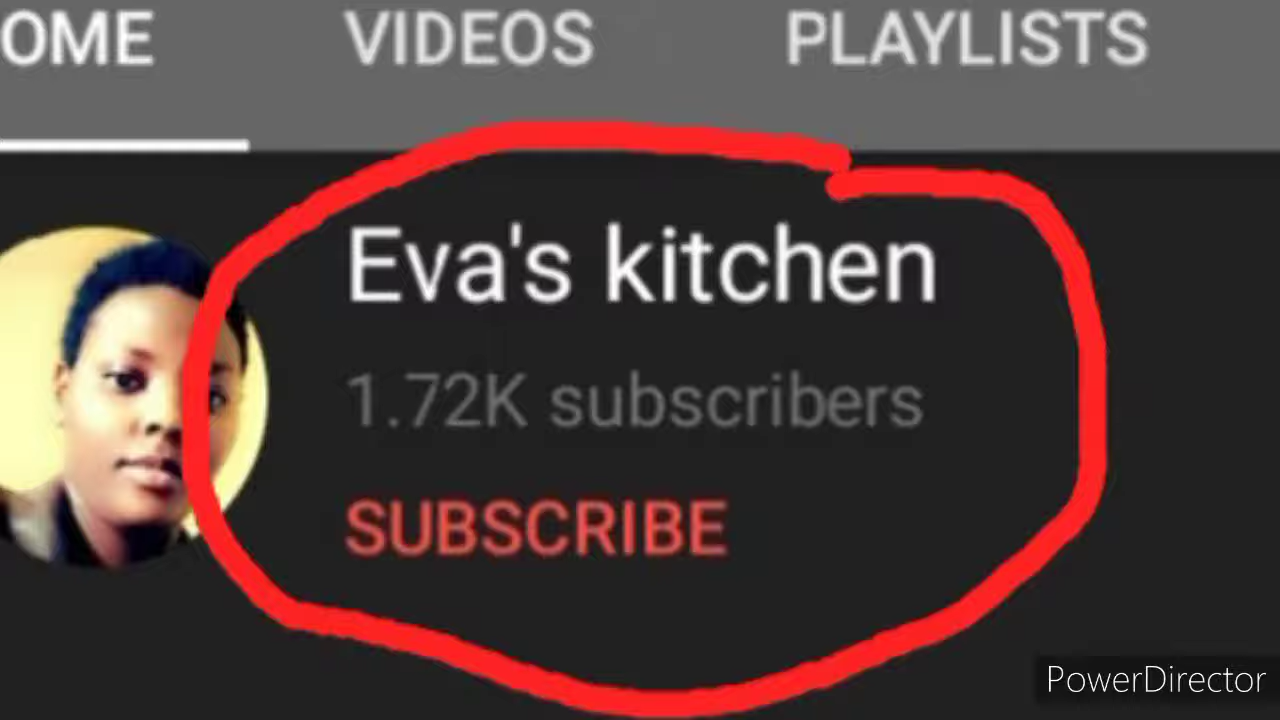 OME VIDEOS PLAYLISTS
Eva's kitchen
1.72K subscribers
SUBSCRIBE
PowerDirector